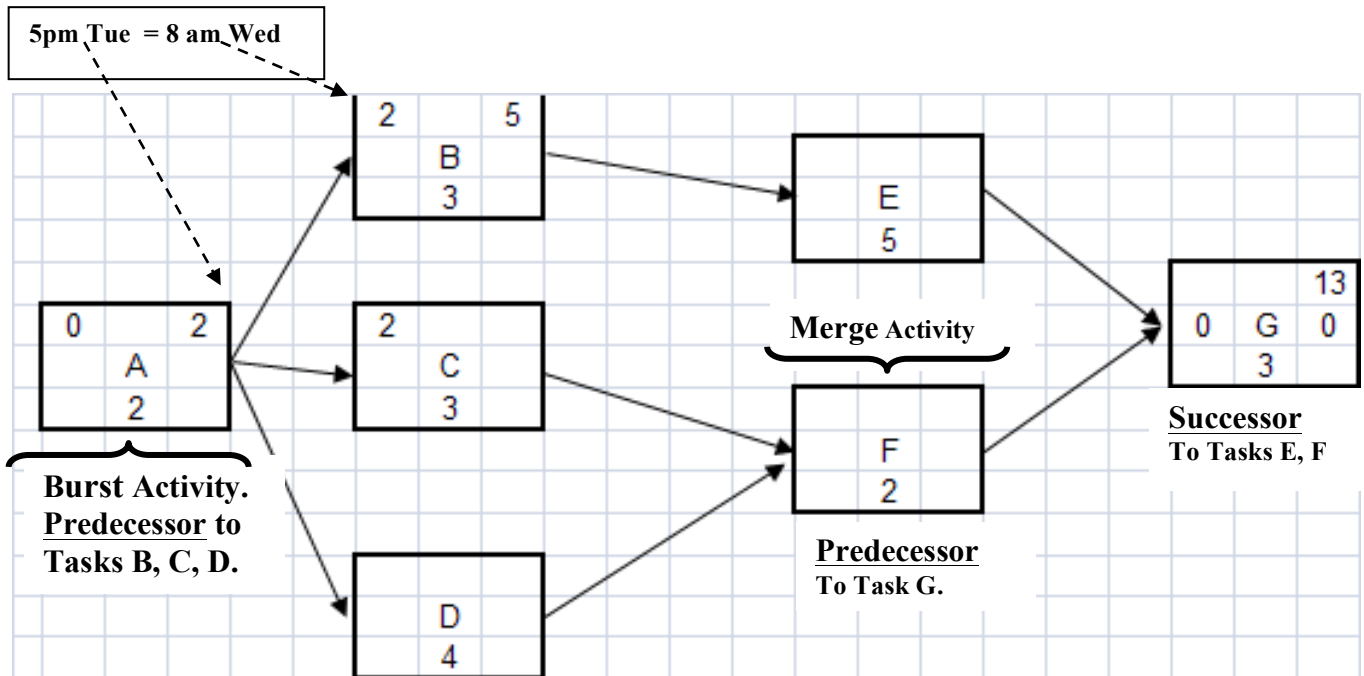 5pm Tue = 8 am Wed
2 5
B
3
E
5
13
0 G 0
3
Successor
To Tasks E, F
0 2
A
2
Burst Activity.
Predecessor to
Tasks B, C, D.
2
C
3
Merge Activity
F
2
Predecessor
To Task G.
D
4